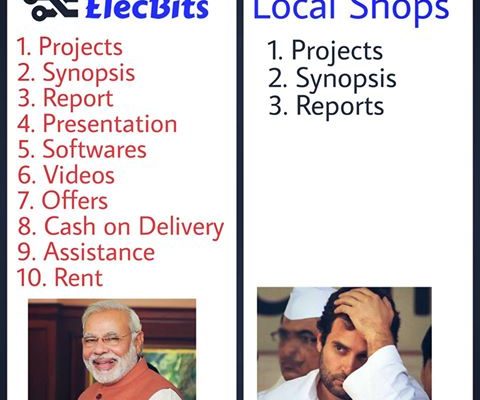 ElecBits
1. Projects
2. Synopsis
3. Report
4. Presentation
5. Softwares
6. Videos
7. Offers
8. Cash on Delivery
9. Assistance
10. Rent
Local Shops
1. Projects
2. Synopsis
3. Reports